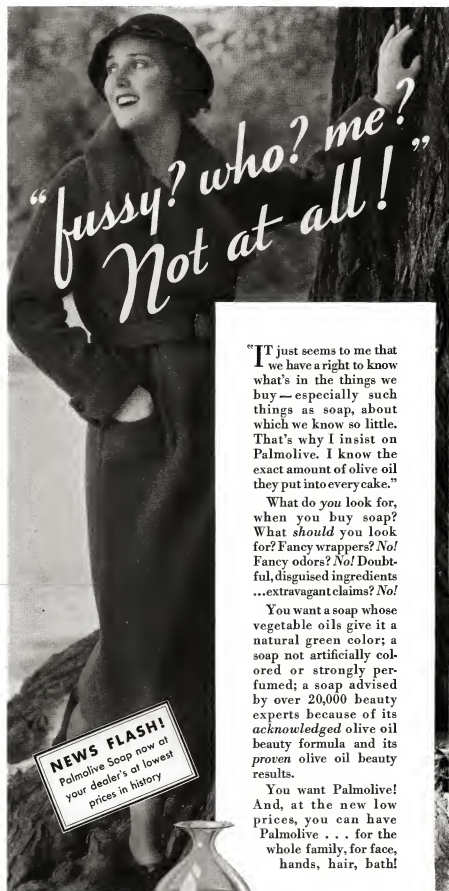 “fussy? who? me?
Not at all!”
“IT just seems to me that
we have a right to know
what's in the things we
buy — especially such
things as soap, about
which we know so little.
That's why I insist on
Palmolive. I know the
exact amount of olive oil
they put into every cake.”
What do you look for,
when you buy soap?
What should you look
for? Fancy wrappers? No!
Fancy odors? No! Doubt-
ful, disguised ingredients
...extravagant claims? No!
You want a soap whose
vegetable oils give it a
natural green color; a
soap not artificially col-
ored or strongly per-
fumed; a soap advised
by over 20,000 beauty
experts because of its
acknowledged olive oil
beauty formula and its
proven olive oil beauty
results.
You want Palmolive!
And, at the new low
prices, you can have
Palmolive . . . for the
whole family, for face,
hands, hair, bath!
NEWS FLASH!
Palmolive Soap now at
your dealer's at lowest
prices in history